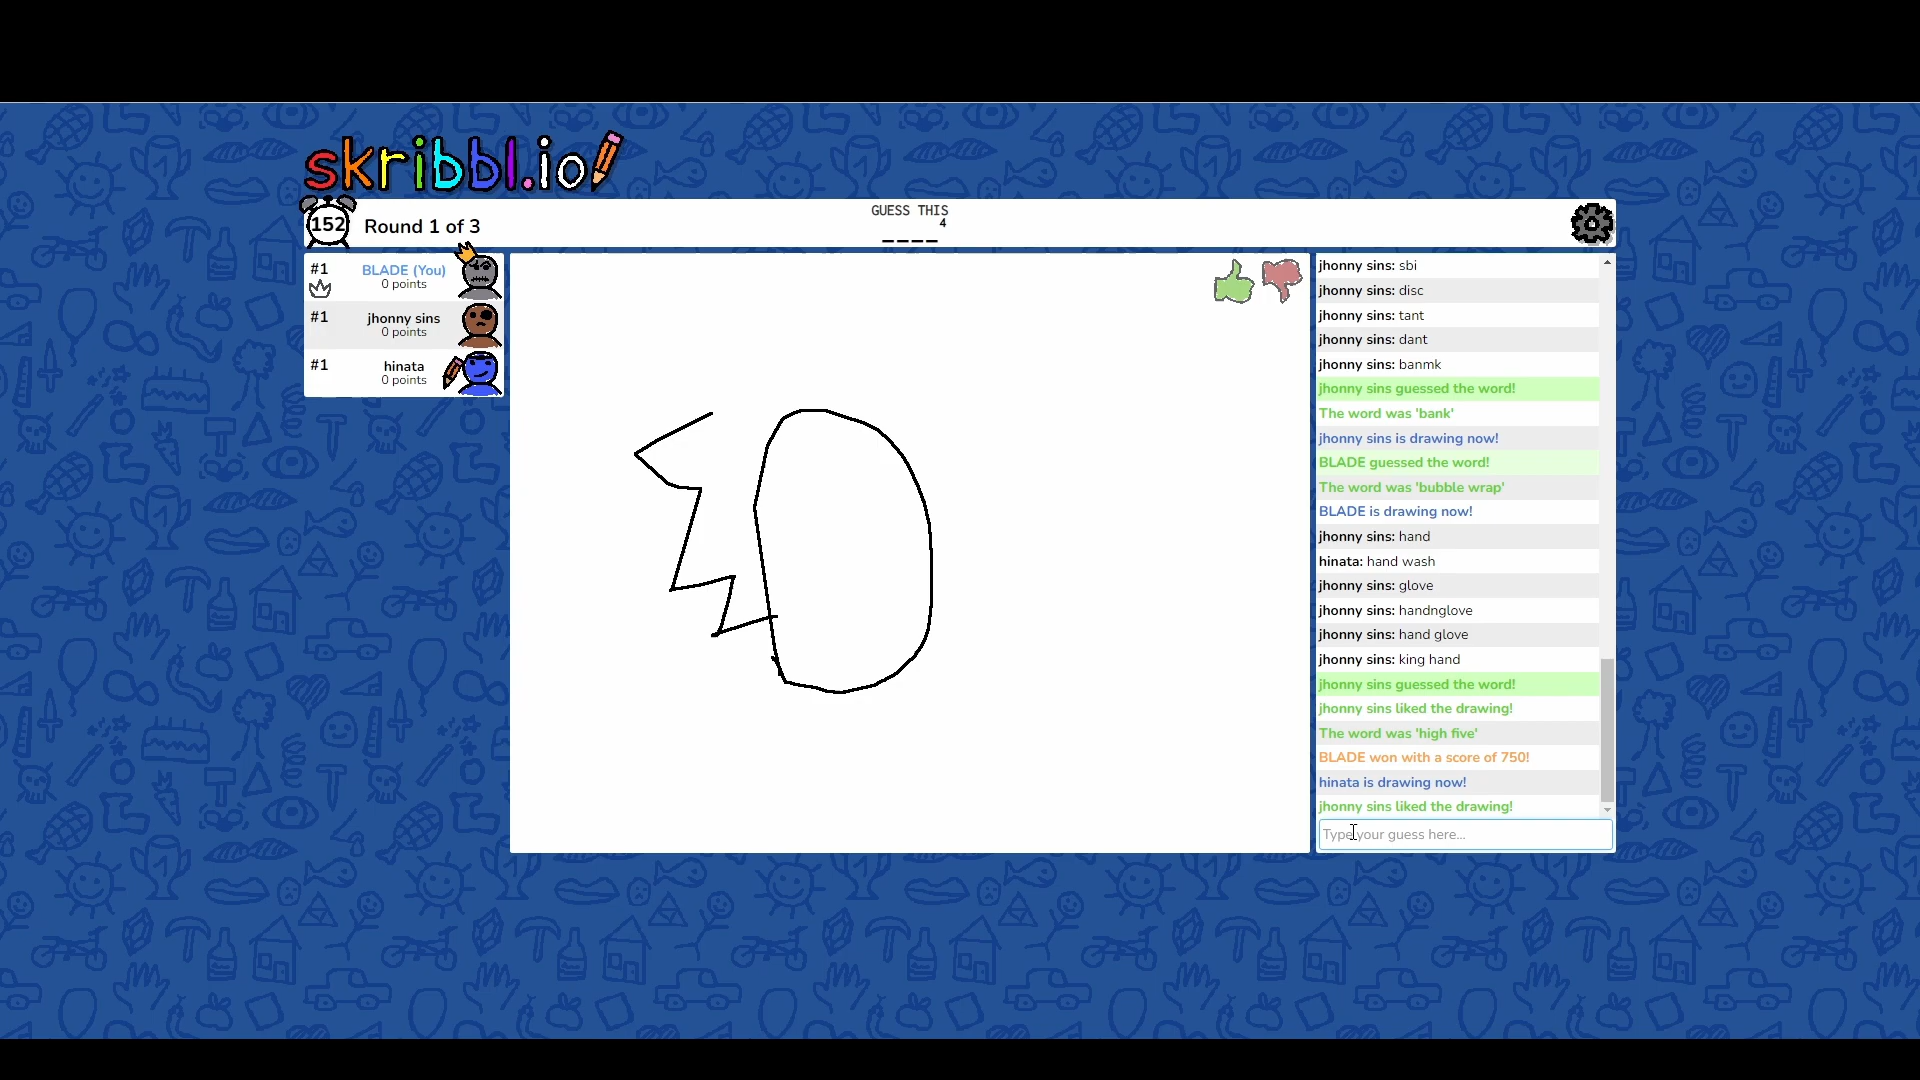 skribbl.io
152
Round 1 of 3
GUESS THIS
4
____
#1 BLADE (You)
0 points
#1 jhonny sins
0 points
#1 hinata
0 points
jhonny sins: sbi
jhonny sins: disc
jhonny sins: tant
jhonny sins: dant
jhonny sins: banmk
jhonny sins guessed the word!
The word was 'bank'
jhonny sins is drawing now!
BLADE guessed the word!
The word was 'bubble wrap'
BLADE is drawing now!
jhonny sins: hand
hinata: hand wash
jhonny sins: glove
jhonny sins: handnglove
jhonny sins: hand glove
jhonny sins: king hand
jhonny sins guessed the word!
jhonny sins liked the drawing!
The word was 'high five'
BLADE won with a score of 750!
hinata is drawing now!
jhonny sins liked the drawing!
Type your guess here...